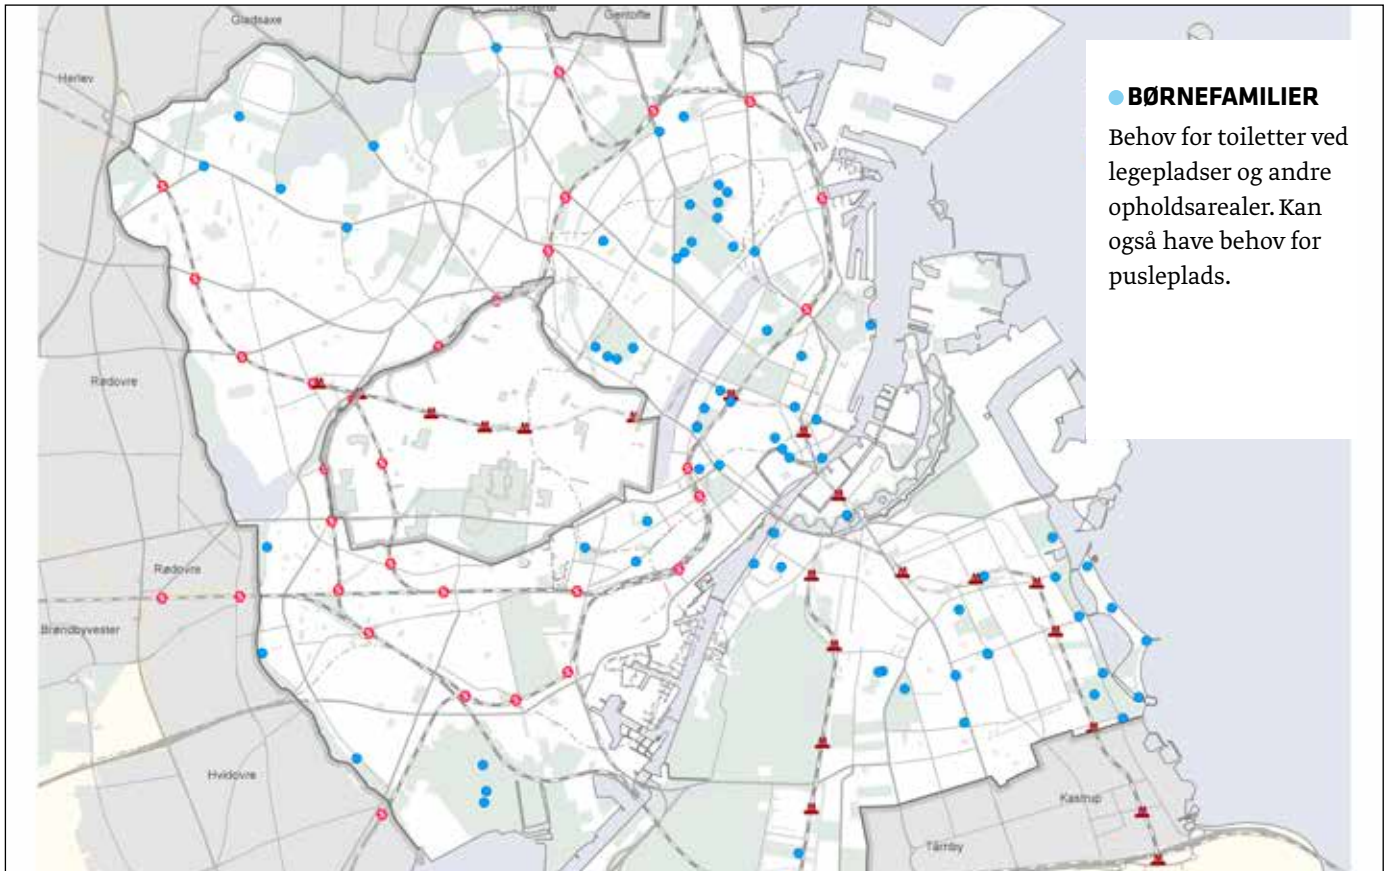 Gladsaxe
Gentofte
Herlev
BØRNEFAMILIER
Behov for toiletter ved
legepladser og andre
opholdsarealer. Kan
også have behov for
pusleplads.
Rødovre
Rødovre
Brøndbyvester
Hvidovre
Kastrup
Tårnby